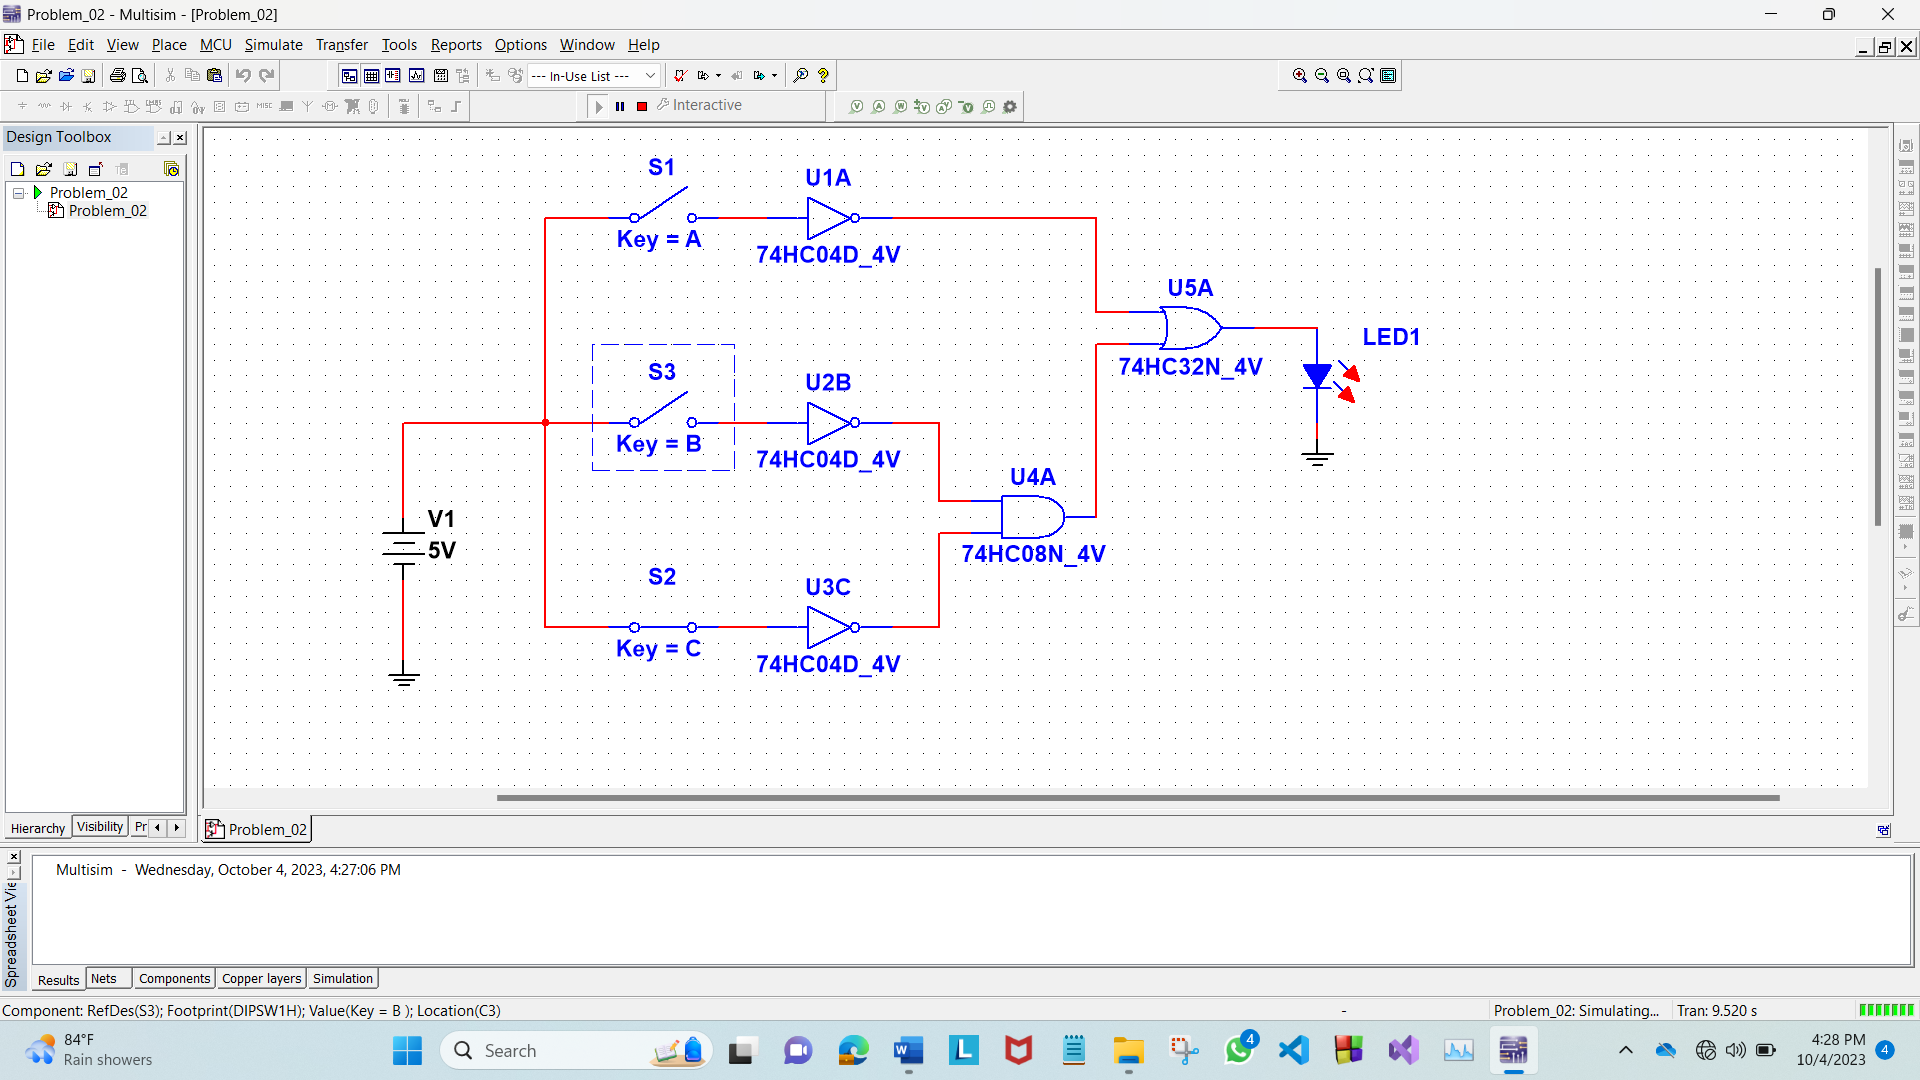 Problem_02 - Multisim - [Problem_02]
File Edit View Place MCU Simulate Transfer Tools Reports Options Window Help
--- In-Use List ---
Interactive
Design Toolbox
Problem_02
Problem_02
Hierarchy Visibility Pr
S1
Key = A
U1A
74HC04D_4V
S3
Key = B
U2B
74HC04D_4V
S2
Key = C
U3C
74HC04D_4V
V1
5V
U4A
74HC08N_4V
U5A
74HC32N_4V
LED1
Problem_02
Multisim - Wednesday, October 4, 2023, 4:27:06 PM
Spreadsheet Vie
Results Nets Components Copper layers Simulation
Component: RefDes(S3); Footprint(DIPSW1H); Value(Key = B ); Location(C3)
-
Problem_02: Simulating... Tran: 9.520 s
84°F
Rain showers
Search
4
4:28 PM
10/4/2023
4